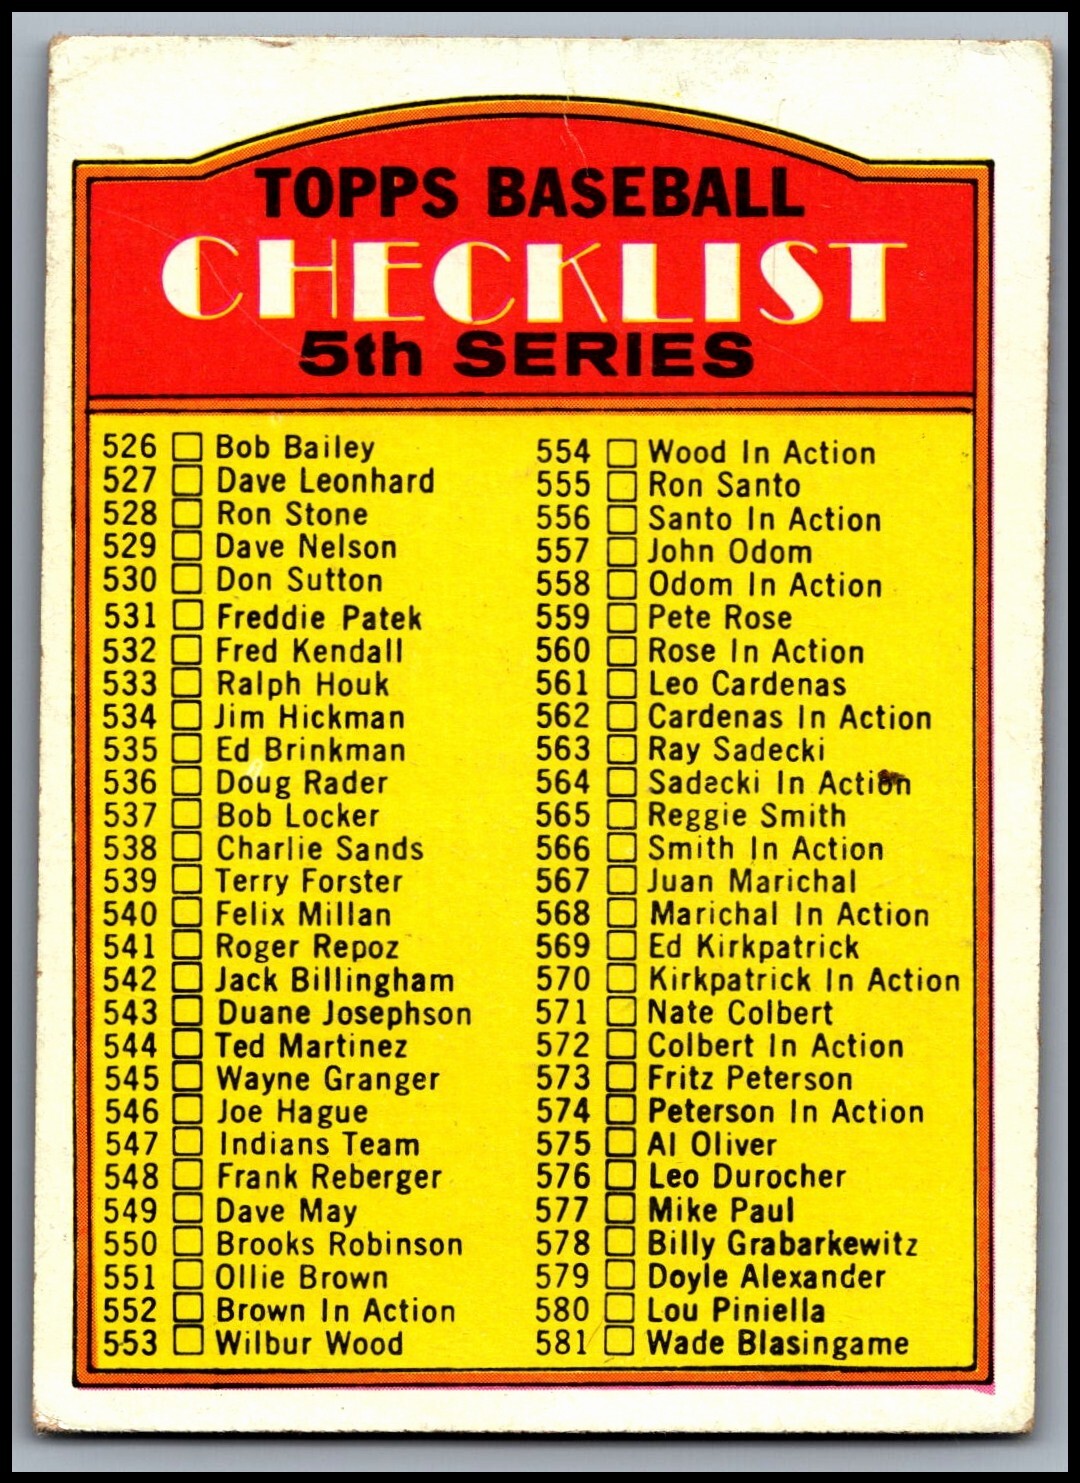 TOPPS BASEBALL
CHECKLIST
5th SERIES
526 Bob Bailey
527 Dave Leonhard
528 Ron Stone
529 Dave Nelson
530 Don Sutton
531 Freddie Patek
532 Fred Kendall
533 Ralph Houk
534 Jim Hickman
535 Ed Brinkman
536 Doug Rader
537 Bob Locker
538 Charlie Sands
539 Terry Forster
540 Felix Millan
541 Roger Repoz
542 Jack Billingham
543 Duane Josephson
544 Ted Martinez
545 Wayne Granger
546 Joe Hague
547 Indians Team
548 Frank Reberger
549 Dave May
550 Brooks Robinson
551 Ollie Brown
552 Brown In Action
553 Wilbur Wood
554 Wood In Action
555 Ron Santo
556 Santo In Action
557 John Odom
558 Odom In Action
559 Pete Rose
560 Rose In Action
561 Leo Cardenas
562 Cardenas In Action
563 Ray Sadecki
564 Sadecki In Action
565 Reggie Smith
566 Smith In Action
567 Juan Marichal
568 Marichal In Action
569 Ed Kirkpatrick
570 Kirkpatrick In Action
571 Nate Colbert
572 Colbert In Action
573 Fritz Peterson
574 Peterson In Action
575 Al Oliver
576 Leo Durocher
577 Mike Paul
578 Billy Grabarkewitz
579 Doyle Alexander
580 Lou Piniella
581 Wade Blasingame